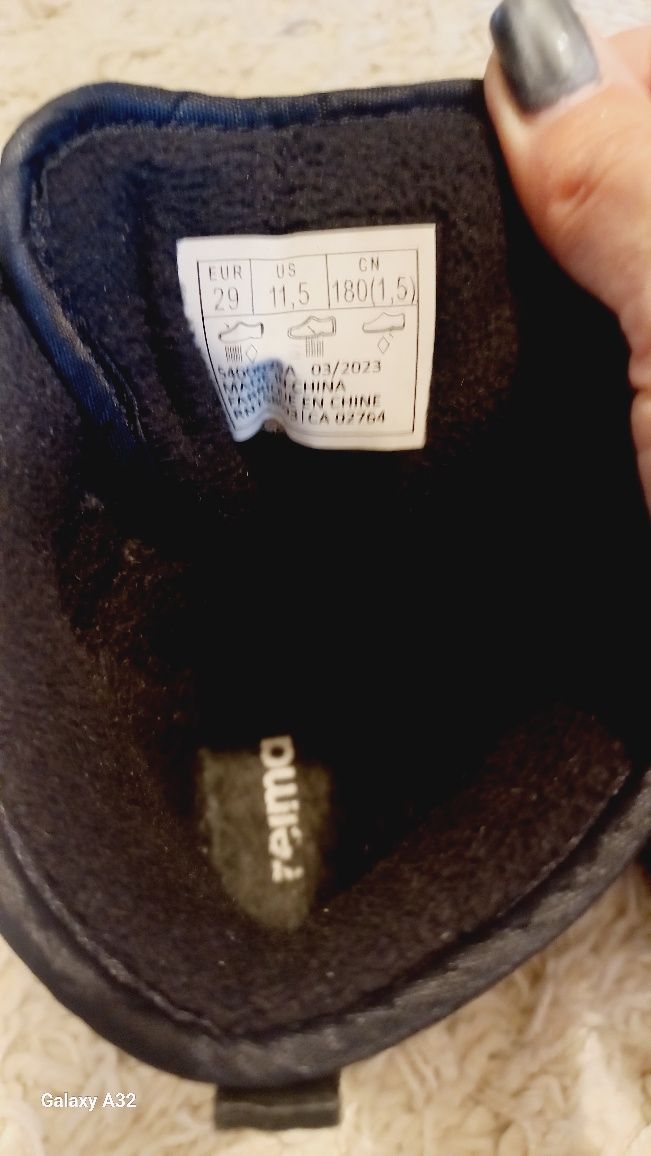 EUR US CN
29 11,5 180(1,5)
03/2023
CHINA
EN CHINE
CA 02764
reima
Galaxy A32